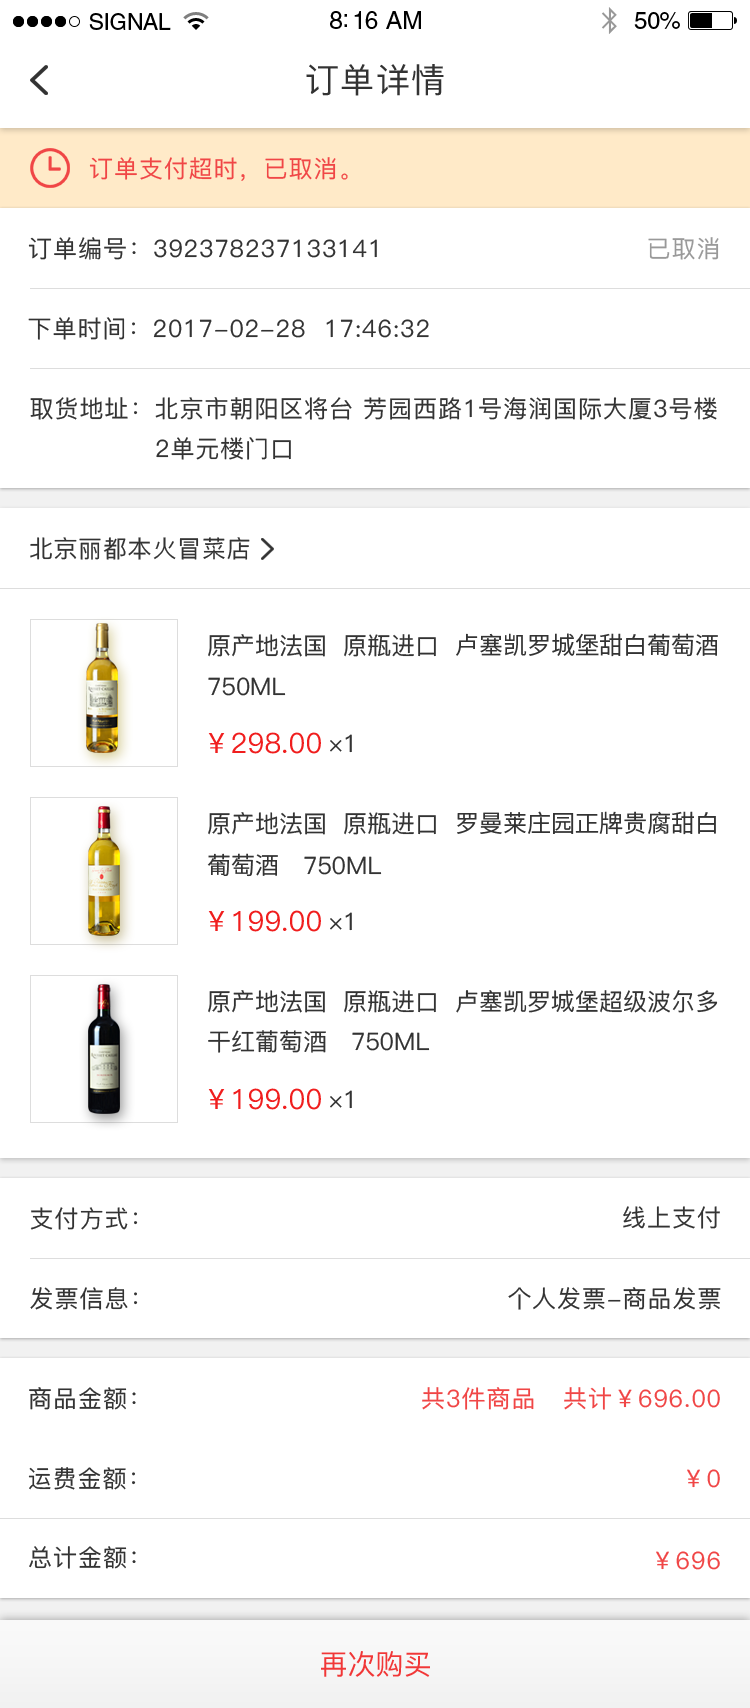 SIGNAL 8:16 AM 50%
订单详情
订单支付超时，已取消。
订单编号：392378237133141 已取消
下单时间：2017-02-28 17:46:32
取货地址：北京市朝阳区将台 芳园西路1号海润国际大厦3号楼
2单元楼门口
北京丽都本火冒菜店
原产地法国 原瓶进口 卢塞凯罗城堡甜白葡萄酒
750ML
￥298.00 ×1
原产地法国 原瓶进口 罗曼莱庄园正牌贵腐甜白
葡萄酒 750ML
￥199.00 ×1
原产地法国 原瓶进口 卢塞凯罗城堡超级波尔多
干红葡萄酒 750ML
￥199.00 ×1
支付方式： 线上支付
发票信息： 个人发票-商品发票
商品金额： 共3件商品 共计￥696.00
运费金额： ￥0
总计金额： ￥696
再次购买